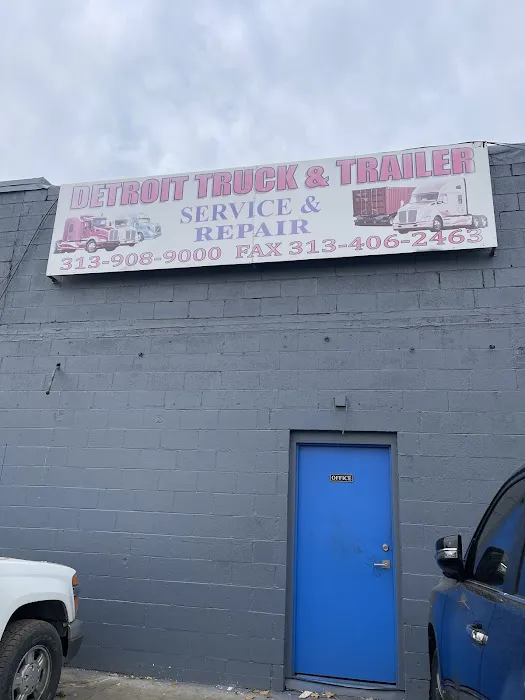 DETROIT TRUCK & TRAILER
SERVICE &
REPAIR
313-908-9000 FAX 313-406-2463
OFFICE